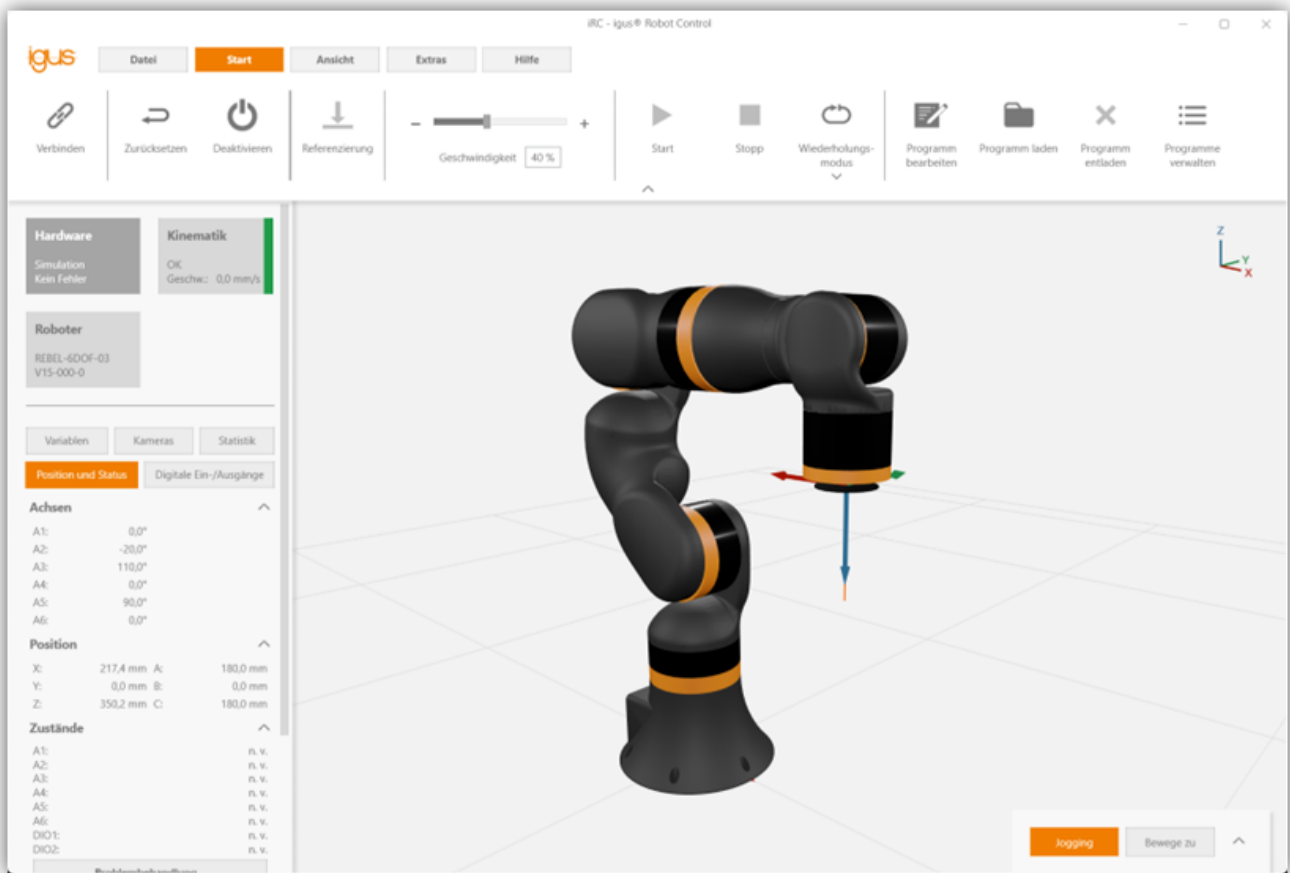 iRC - igus® Robot Control
igus
Datei
Start
Ansicht
Extras
Hilfe
Verbinden
Zurücksetzen
Deaktivieren
Referenzierung
−
+
Geschwindigkeit 40 %
Start
Stopp
Wiederholungs-
modus
Programm
bearbeiten
Programm laden
Programm
entladen
Programme
verwalten
Hardware
Simulation
Kein Fehler
Kinematik
OK
Geschw.: 0,0 mm/s
Roboter
REBEL-6DOF-03
V15-000-0
Variablen
Kameras
Statistik
Position und Status
Digitale Ein-/Ausgänge
Achsen
A1: 0,0°
A2: -20,0°
A3: 110,0°
A4: 0,0°
A5: 90,0°
A6: 0,0°
Position
X: 217,4 mm A: 180,0 mm
Y: 0,0 mm B: 0,0 mm
Z: 350,2 mm C: 180,0 mm
Zustände
A1: n. v.
A2: n. v.
A3: n. v.
A4: n. v.
A5: n. v.
A6: n. v.
DIO1: n. v.
DIO2: n. v.
Problembehandlung
Z
Y
X
Jogging
Bewege zu